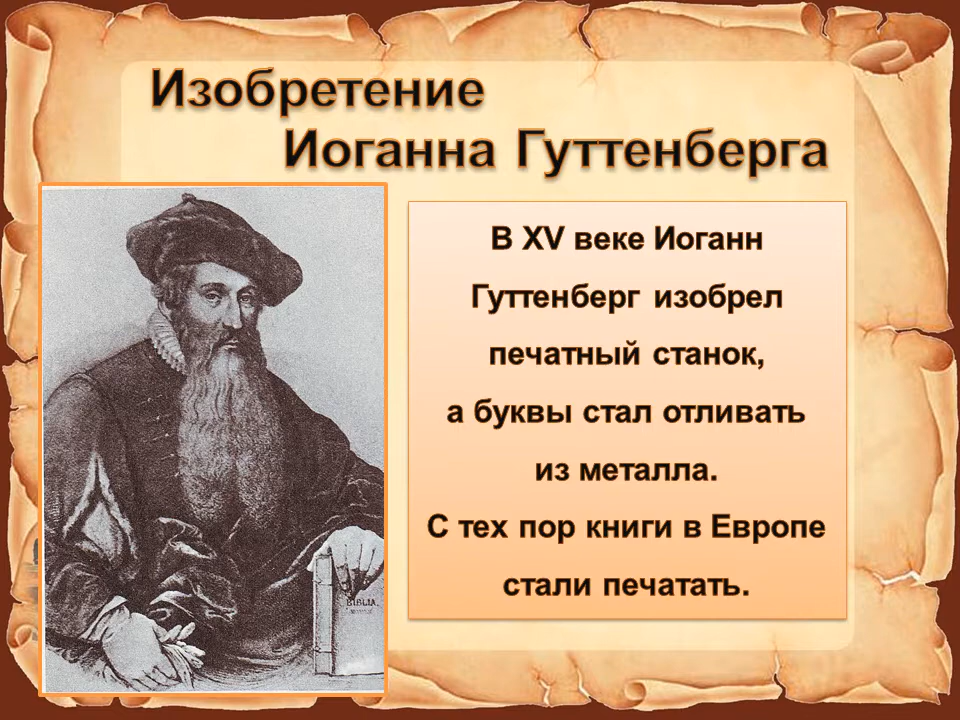 Изобретение
Иоганна Гуттенберга
В XV веке Иоганн
Гуттенберг изобрел
печатный станок,
а буквы стал отливать
из металла.
С тех пор книги в Европе
стали печатать.
BIBLIA